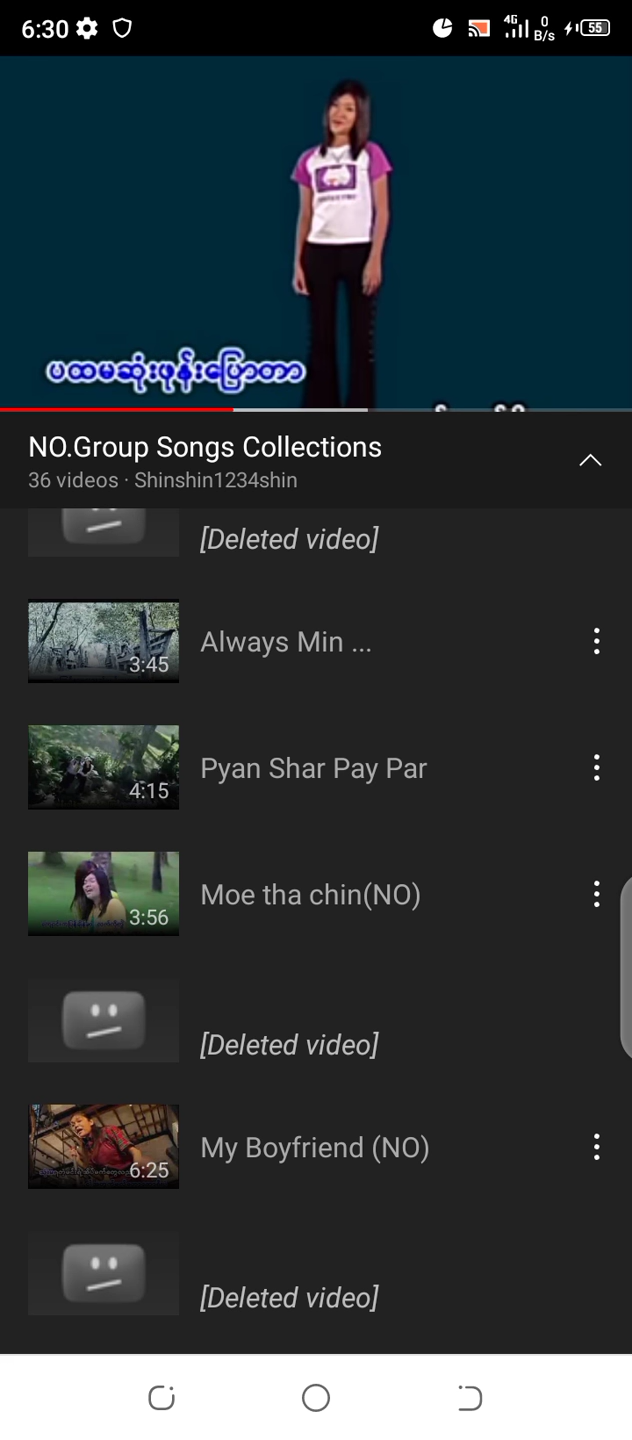 6:30
4G
0
B/s
55
ပထမဆုံးဖုန်းပြောတာ
NO.Group Songs Collections
36 videos · Shinshin1234shin
[Deleted video]
3:45
Always Min ...
4:15
Pyan Shar Pay Par
3:56
Moe tha chin(NO)
[Deleted video]
6:25
My Boyfriend (NO)
[Deleted video]